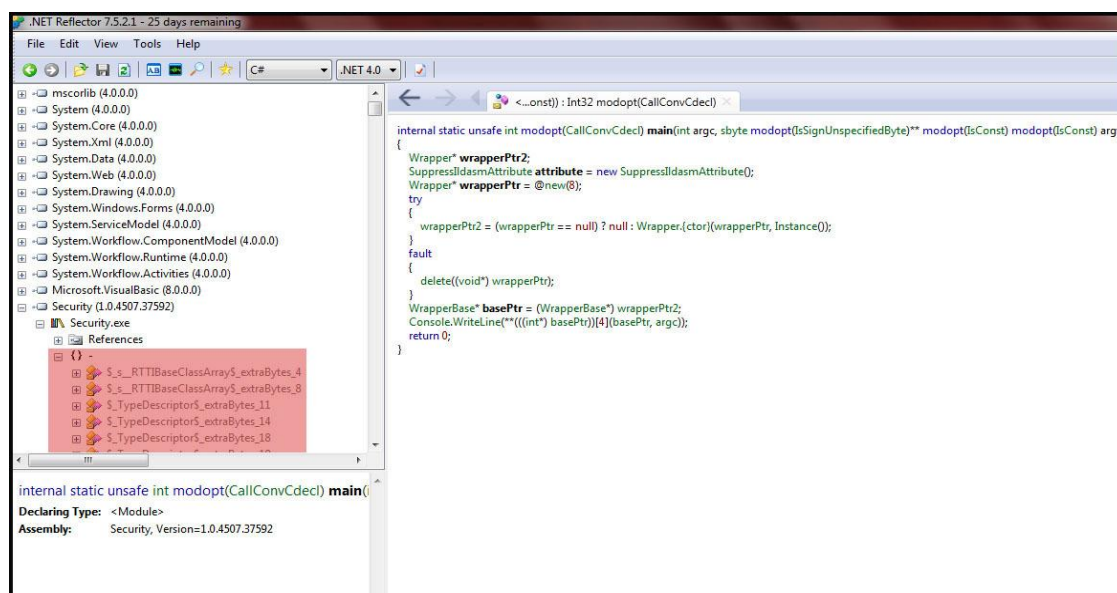 .NET Reflector 7.5.2.1 - 25 days remaining
File Edit View Tools Help
C# .NET 4.0
mscorlib (4.0.0.0)
System (4.0.0.0)
System.Core (4.0.0.0)
System.Xml (4.0.0.0)
System.Data (4.0.0.0)
System.Web (4.0.0.0)
System.Drawing (4.0.0.0)
System.Windows.Forms (4.0.0.0)
System.ServiceModel (4.0.0.0)
System.Workflow.ComponentModel (4.0.0.0)
System.Workflow.Runtime (4.0.0.0)
System.Workflow.Activities (4.0.0.0)
Microsoft.VisualBasic (8.0.0.0)
Security (1.0.4507.37592)
Security.exe
References
{} -
$_s__RTTIBaseClassArray$_extraBytes_4
$_s__RTTIBaseClassArray$_extraBytes_8
$_TypeDescriptor$_extraBytes_11
$_TypeDescriptor$_extraBytes_14
$_TypeDescriptor$_extraBytes_18
internal static unsafe int modopt(CallConvCdecl) main(
Declaring Type: <Module>
Assembly: Security, Version=1.0.4507.37592
<...onst)) : Int32 modopt(CallConvCdecl)
internal static unsafe int modopt(CallConvCdecl) main(int argc, sbyte modopt(IsSignUnspecifiedByte)** modopt(IsConst) modopt(IsConst) arg
{
Wrapper* wrapperPtr2;
SuppressIldasmAttribute attribute = new SuppressIldasmAttribute();
Wrapper* wrapperPtr = @new(8);
try
{
wrapperPtr2 = (wrapperPtr == null) ? null : Wrapper.{ctor}(wrapperPtr, Instance());
}
fault
{
delete((void*) wrapperPtr);
}
WrapperBase* basePtr = (WrapperBase*) wrapperPtr2;
Console.WriteLine(**(((int*) basePtr))[4](basePtr, argc));
return 0;
}